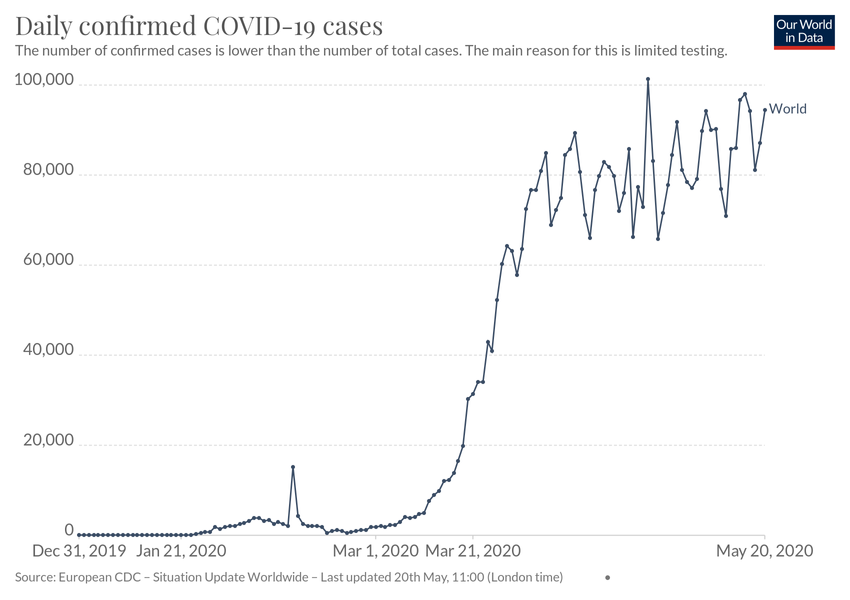 Daily confirmed COVID-19 cases
The number of confirmed cases is lower than the number of total cases. The main reason for this is limited testing.
Our World
in Data
100,000
World
80,000
60,000
40,000
20,000
0
Dec 31, 2019 Jan 21, 2020 Mar 1, 2020 Mar 21, 2020 May 20, 2020
Source: European CDC – Situation Update Worldwide – Last updated 20th May, 11:00 (London time) •